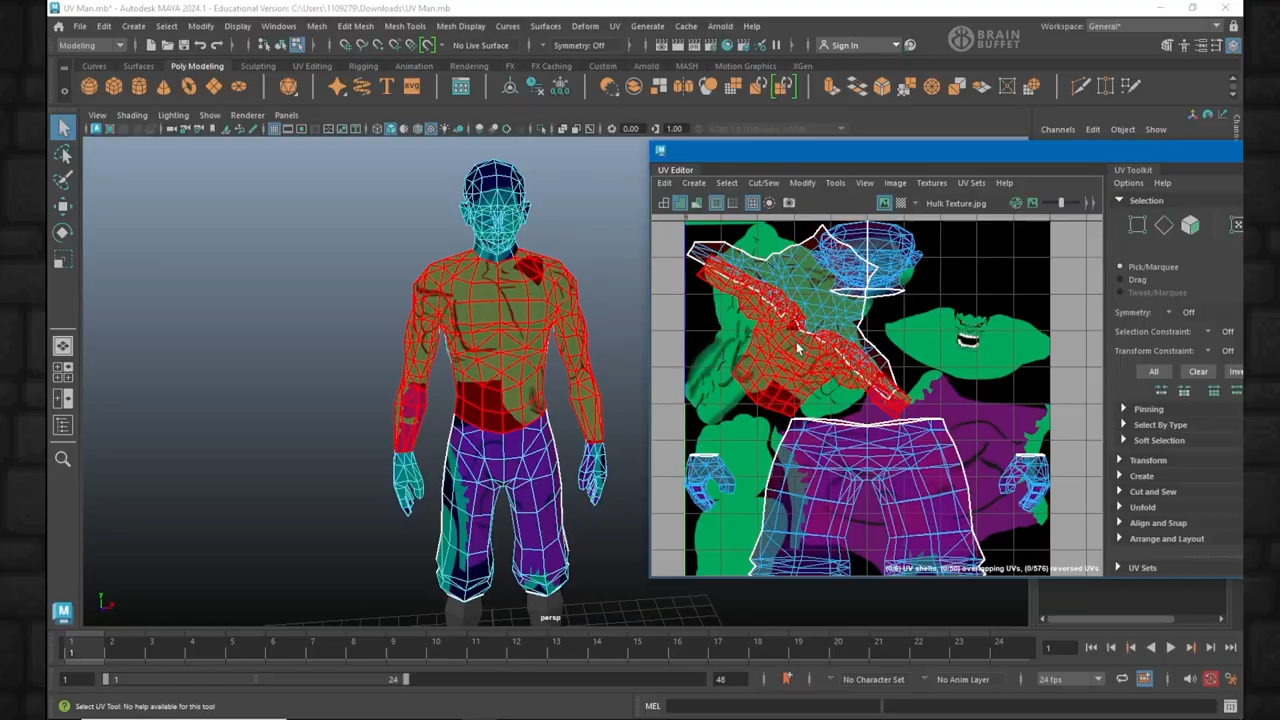 UV Man.mb* - Autodesk MAYA 2024.1 - Educational Version: C:\Users\1109279\Downloads\UV Man.mb
File Edit Create Select Modify Display Windows Mesh Edit Mesh Mesh Tools Mesh Display Curves Surfaces Deform UV Generate Cache Arnold Help
Workspace: General*
Modeling
No Live Surface
Symmetry: Off
Sign In
BRAIN
BUFFET
Curves Surfaces Poly Modeling Sculpting UV Editing Rigging Animation Rendering FX FX Caching Custom Arnold MASH Motion Graphics XGen
SVG
0,0,0
View Shading Lighting Show Renderer Panels
0.00
1.00
Channels Edit Object Show
UV Editor
UV Toolkit
Edit Create Select Cut/Sew Modify Tools View Image Textures UV Sets Help
Options Help
Hulk Texture.jpg
Selection
Pick/Marquee
Drag
Tweak/Marquee
Symmetry: Off
Selection Constraint: Off
Transform Constraint: Off
All Clear Inve
Pinning
Select By Type
Soft Selection
Transform
Create
Cut and Sew
Unfold
Align and Snap
Arrange and Layout
UV Sets
persp
1 2 3 4 5 6 7 8 9 10 11 12 13 14 15 16 17 18 19 20 21 22 23 24
1
1
1 1 24 48
No Character Set
No Anim Layer
24 fps
Select UV Tool: No help available for this tool
MEL